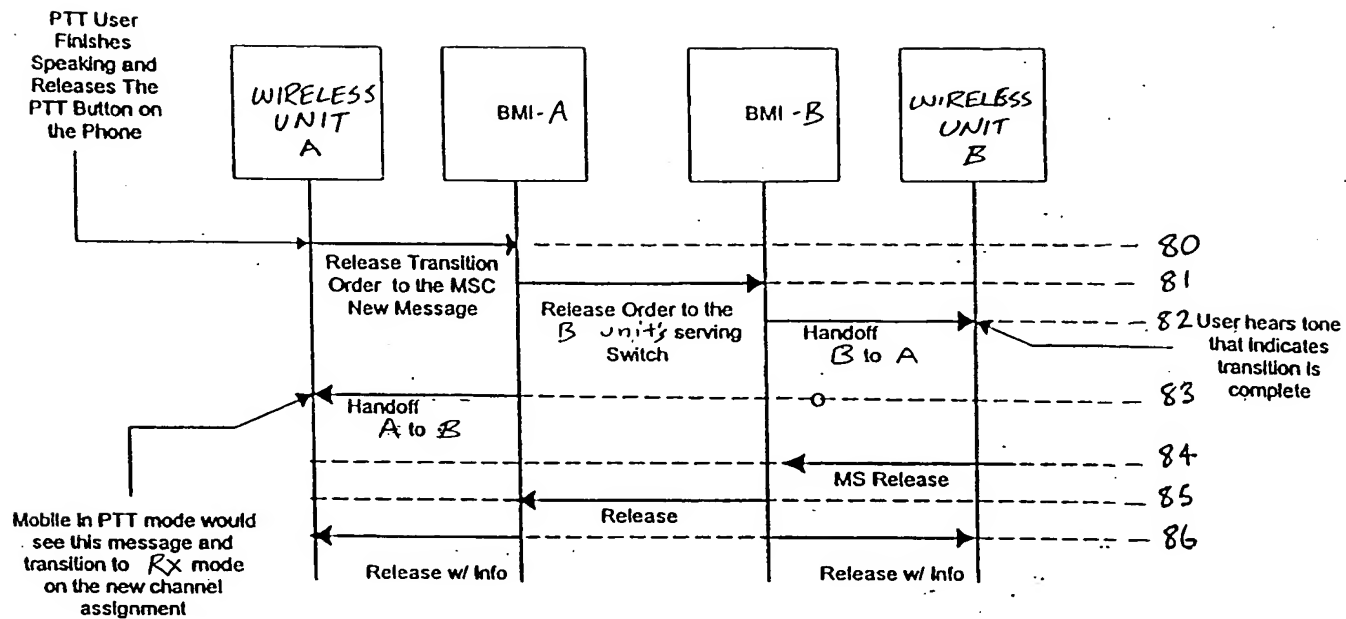 PTT User
Finishes
Speaking and
Releases The
PTT Button on
the Phone
WIRELESS
UNIT
A
BMI-A
BMI-B
WIRELESS
UNIT
B
80
Release Transition
Order to the MSC
New Message
81
Release Order to the
B unit's serving
Switch
82
Handoff
B to A
User hears tone
that indicates
transition is
complete
83
Handoff
A to B
84
MS Release
85
Release
86
Release w/ Info
Release w/ Info
Mobile in PTT mode would
see this message and
transition to Rx mode
on the new channel
assignment